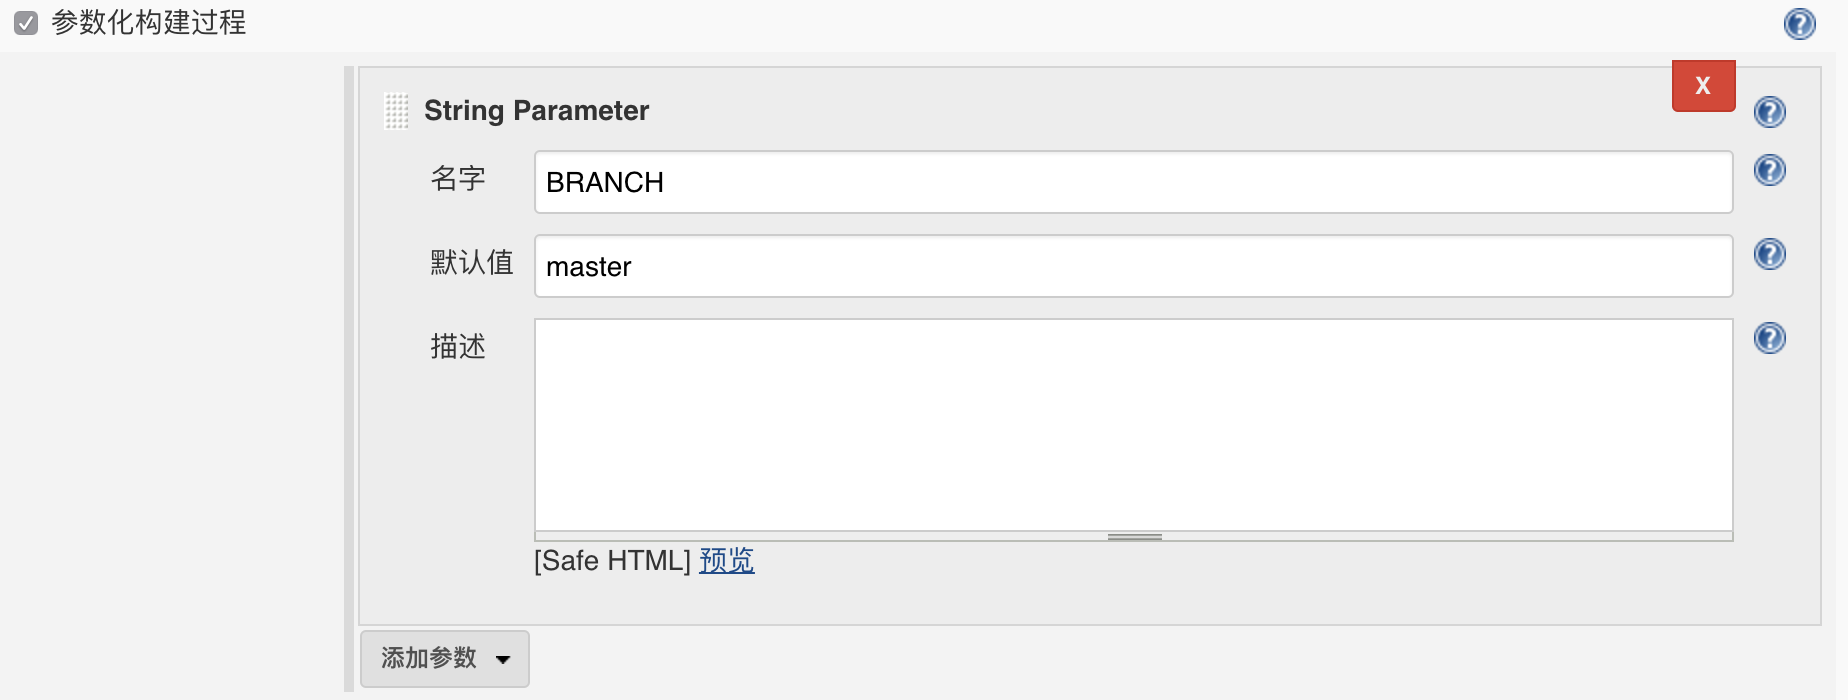 参数化构建过程
X
String Parameter
名字 BRANCH
默认值 master
描述
[Safe HTML] 预览
添加参数